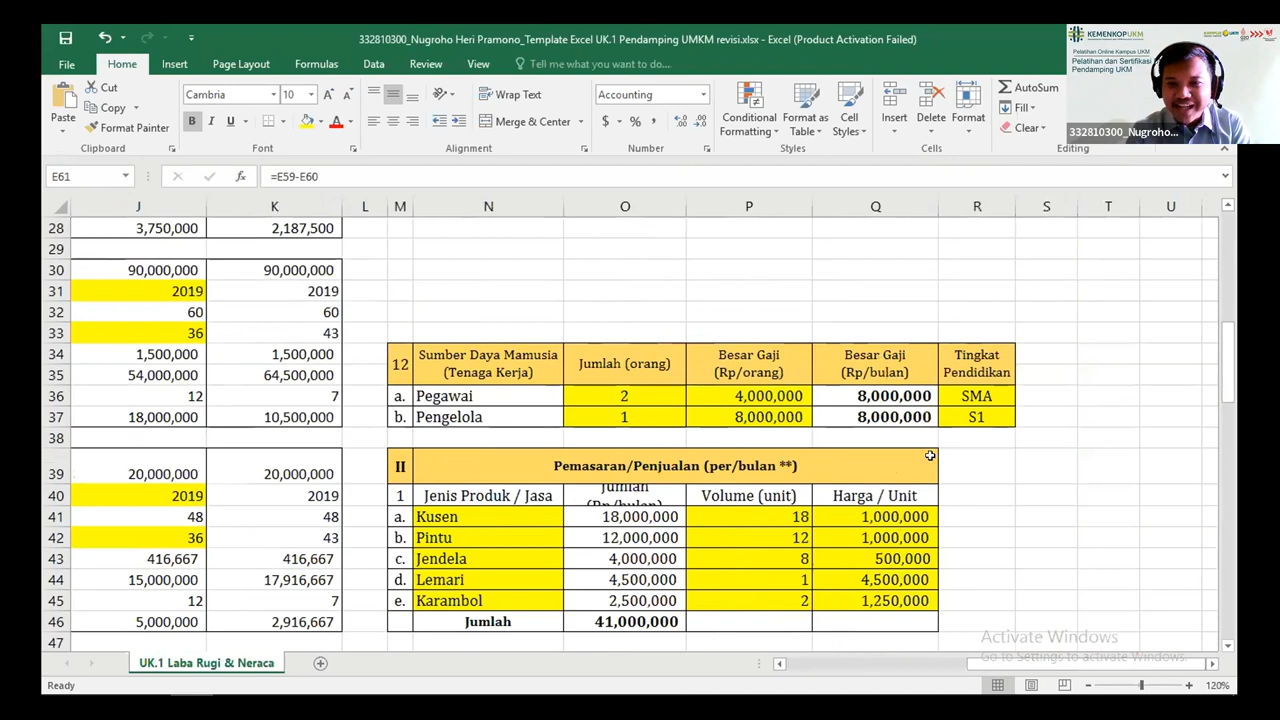 332810300_Nugroho Heri Pramono_Template Excel UK.1 Pendamping UMKM revisi.xlsx - Excel (Product Activation Failed)
File Home Insert Page Layout Formulas Data Review View Tell me what you want to do...
KEMENKOPUKM
Pelatihan Online Kampus UKM
Pelatihan dan Sertifikasi
Pendamping UKM
332810300_Nugroho...
Paste Cut Copy Format Painter
Clipboard
Cambria 10
B I U
Font
Wrap Text
Merge & Center
Alignment
Accounting
$ % ,
Number
Conditional Formatting Format as Table Cell Styles
Styles
Insert Delete Format
Cells
AutoSum
Fill
Clear
Editing
E61 =E59-E60
J K L M N O P Q R S T U
28 3,750,000 2,187,500
29
30 90,000,000 90,000,000
31 2019 2019
32 60 60
33 36 43
34 1,500,000 1,500,000 12 Sumber Daya Mamusia (Tenaga Kerja) Jumlah (orang) Besar Gaji (Rp/orang) Besar Gaji (Rp/bulan) Tingkat Pendidikan
35 54,000,000 64,500,000
36 12 7 a. Pegawai 2 4,000,000 8,000,000 SMA
37 18,000,000 10,500,000 b. Pengelola 1 8,000,000 8,000,000 S1
38
39 20,000,000 20,000,000 II Pemasaran/Penjualan (per/bulan **)
40 2019 2019 1 Jenis Produk / Jasa Jumlah (Rp/bulan) Volume (unit) Harga / Unit
41 48 48 a. Kusen 18,000,000 18 1,000,000
42 36 43 b. Pintu 12,000,000 12 1,000,000
43 416,667 416,667 c. Jendela 4,000,000 8 500,000
44 15,000,000 17,916,667 d. Lemari 4,500,000 1 4,500,000
45 12 7 e. Karambol 2,500,000 2 1,250,000
46 5,000,000 2,916,667 Jumlah 41,000,000
47
Activate Windows
Go to Settings to activate Windows.
UK.1 Laba Rugi & Neraca
Ready 120%